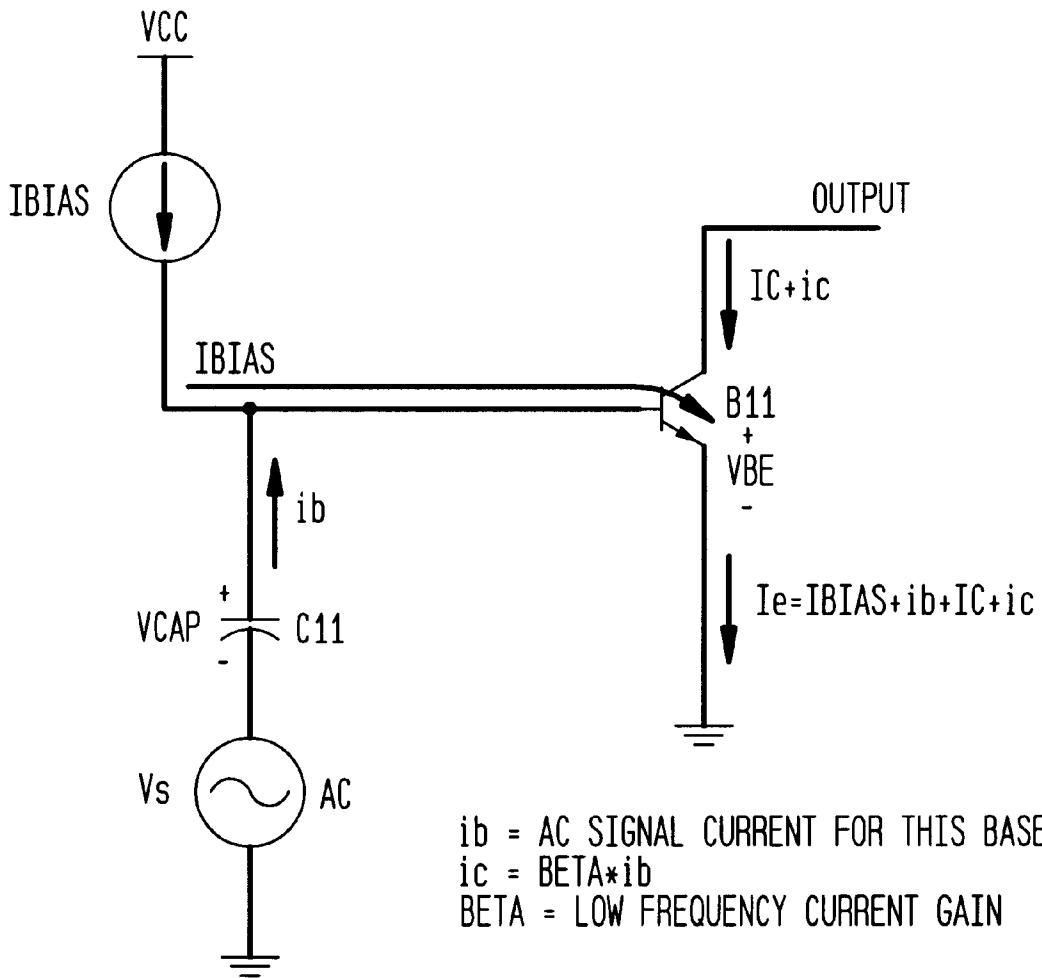 VCC
IBIAS
OUTPUT
IC+ic
IBIAS
B11
+
VBE
-
ib
+
VCAP
C11
-
Ie=IBIAS+ib+IC+ic
Vs
AC
ib = AC SIGNAL CURRENT FOR THIS BASE
ic = BETA*ib
BETA = LOW FREQUENCY CURRENT GAIN